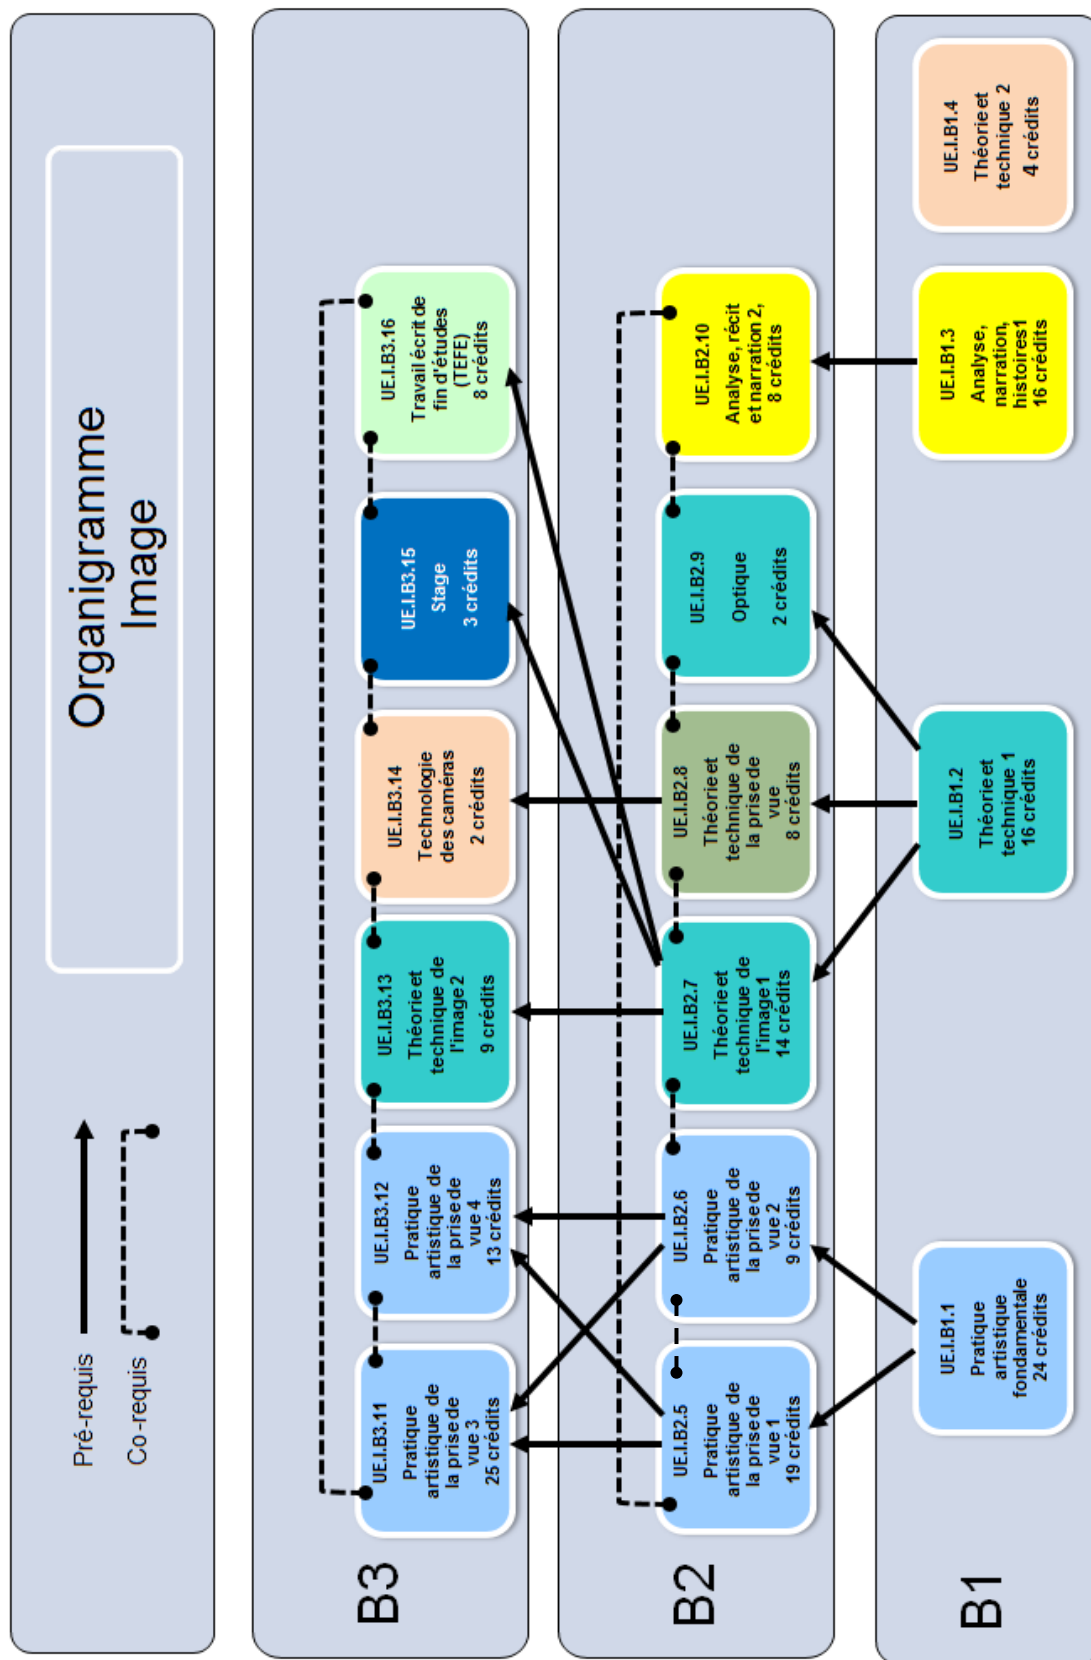 Organigramme
Image
Pré-requis
Co-requis
B3
UE.I.B3.11
Pratique
artistique de
la prise de
vue 3
25 crédits
UE.I.B3.12
Pratique
artistique de
la prise de
vue 4
13 crédits
UE.I.B3.13
Théorie et
technique de
l'image 2
9 crédits
UE.I.B3.14
Technologie
des caméras
2 crédits
UE.I.B3.15
Stage
3 crédits
UE.I.B3.16
Travail écrit de
fin d'études
(TEFE)
8 crédits
B2
UE.I.B2.5
Pratique
artistique de
la prise de
vue 1
19 crédits
UE.I.B2.6
Pratique
artistique de
la prise de
vue 2
9 crédits
UE.I.B2.7
Théorie et
technique de
l'image 1
14 crédits
UE.I.B2.8
Théorie et
technique de
la prise de
vue
8 crédits
UE.I.B2.9
Optique
2 crédits
UE.I.B2.10
Analyse, récit
et narration 2,
8 crédits
B1
UE.I.B1.1
Pratique
artistique
fondamentale
24 crédits
UE.I.B1.2
Théorie et
technique 1
16 crédits
UE.I.B1.3
Analyse,
narration,
histoires1
16 crédits
UE.I.B1.4
Théorie et
technique 2
4 crédits